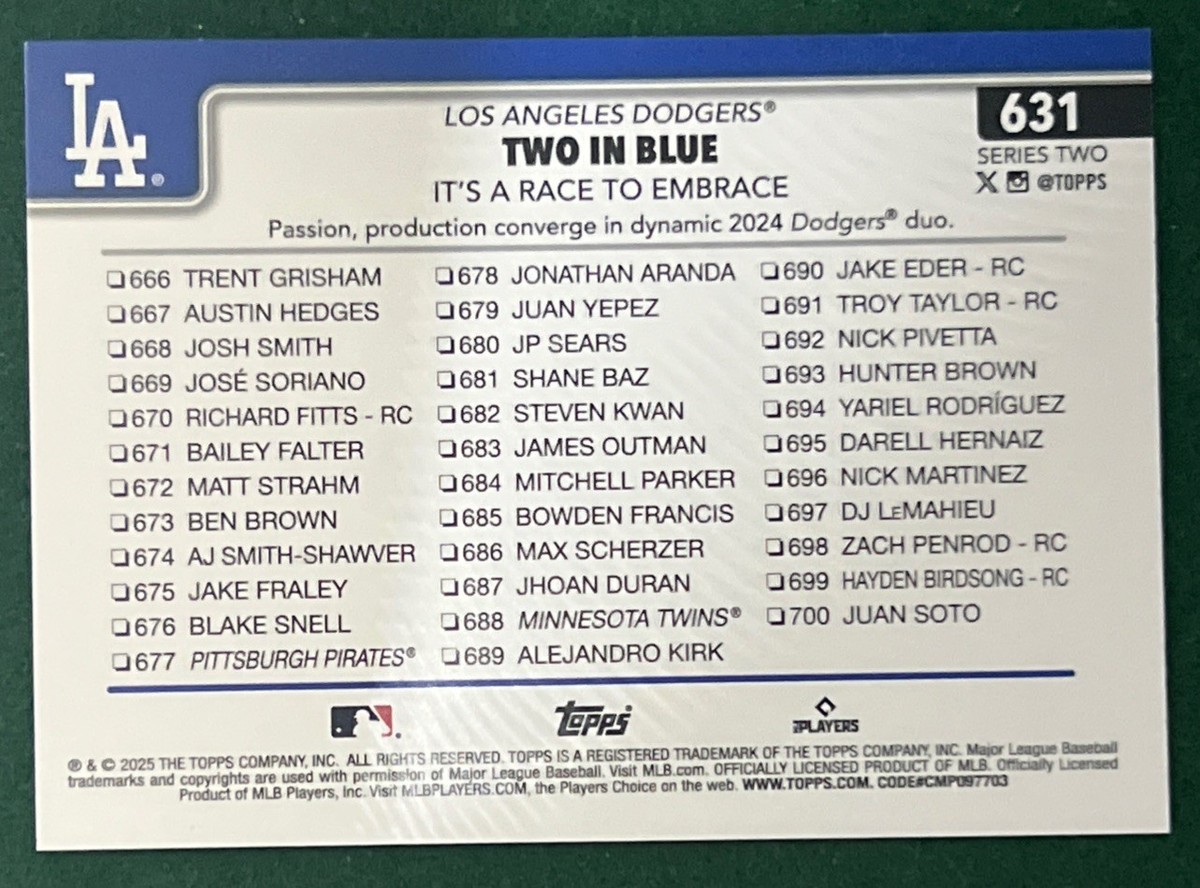 LA®
LOS ANGELES DODGERS®
TWO IN BLUE
IT'S A RACE TO EMBRACE
Passion, production converge in dynamic 2024 Dodgers® duo.
631
SERIES TWO
X @TOPPS
❏666 TRENT GRISHAM
❏667 AUSTIN HEDGES
❏668 JOSH SMITH
❏669 JOSÉ SORIANO
❏670 RICHARD FITTS - RC
❏671 BAILEY FALTER
❏672 MATT STRAHM
❏673 BEN BROWN
❏674 AJ SMITH-SHAWVER
❏675 JAKE FRALEY
❏676 BLAKE SNELL
❏677 PITTSBURGH PIRATES®
❏678 JONATHAN ARANDA
❏679 JUAN YEPEZ
❏680 JP SEARS
❏681 SHANE BAZ
❏682 STEVEN KWAN
❏683 JAMES OUTMAN
❏684 MITCHELL PARKER
❏685 BOWDEN FRANCIS
❏686 MAX SCHERZER
❏687 JHOAN DURAN
❏688 MINNESOTA TWINS®
❏689 ALEJANDRO KIRK
❏690 JAKE EDER - RC
❏691 TROY TAYLOR - RC
❏692 NICK PIVETTA
❏693 HUNTER BROWN
❏694 YARIEL RODRÍGUEZ
❏695 DARELL HERNAIZ
❏696 NICK MARTINEZ
❏697 DJ LEMAHIEU
❏698 ZACH PENROD - RC
❏699 HAYDEN BIRDSONG - RC
❏700 JUAN SOTO
Topps
PLAYERS
® & © 2025 THE TOPPS COMPANY, INC. ALL RIGHTS RESERVED. TOPPS IS A REGISTERED TRADEMARK OF THE TOPPS COMPANY, INC. Major League Baseball
trademarks and copyrights are used with permission of Major League Baseball. Visit MLB.com. OFFICIALLY LICENSED PRODUCT OF MLB. Officially Licensed
Product of MLB Players, Inc. Visit MLBPLAYERS.COM, the Players Choice on the web. WWW.TOPPS.COM. CODE#CMP097703